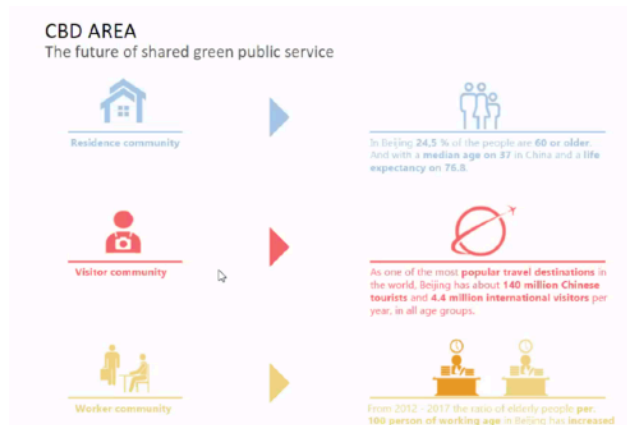 CBD AREA
The future of shared green public service
Residence community
In Beijing 24,5 % of the people are 60 or older.
And with a median age on 37 in China and a life
expectancy on 76.8.
Visitor community
As one of the most popular travel destinations in
the world, Beijing has about 140 million Chinese
tourists and 4.4 million international visitors per
year, in all age groups.
Worker community
From 2012 - 2017 the ratio of elderly people per.
100 person of working age in Beijing has increased